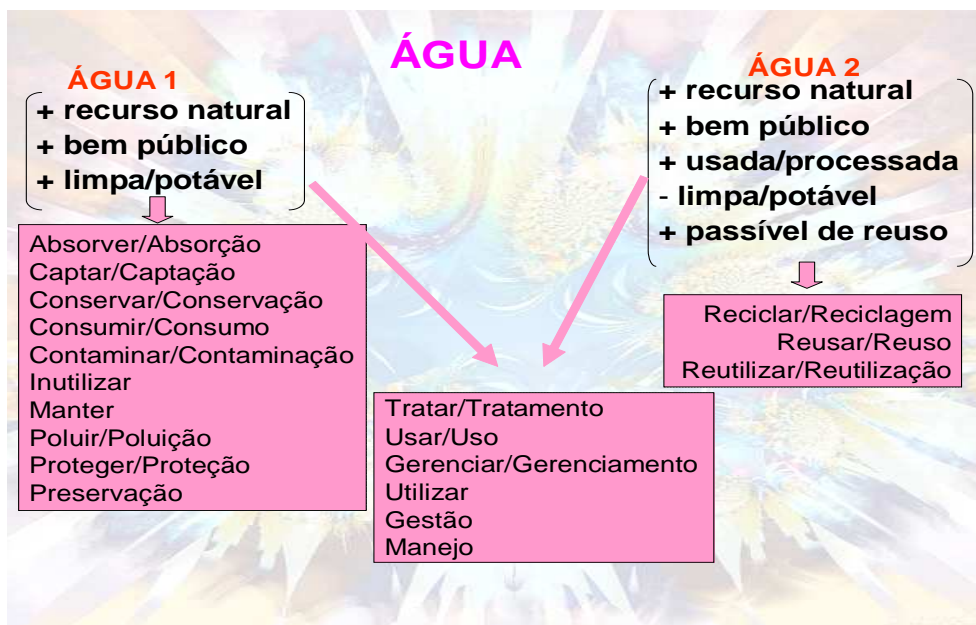 ÁGUA
ÁGUA 1
+ recurso natural
+ bem público
+ limpa/potável
Absorver/Absorção
Captar/Captação
Conservar/Conservação
Consumir/Consumo
Contaminar/Contaminação
Inutilizar
Manter
Poluir/Poluição
Proteger/Proteção
Preservação
ÁGUA 2
+ recurso natural
+ bem público
+ usada/processada
- limpa/potável
+ passível de reuso
Reciclar/Reciclagem
Reusar/Reuso
Reutilizar/Reutilização
Tratar/Tratamento
Usar/Uso
Gerenciar/Gerenciamento
Utilizar
Gestão
Manejo